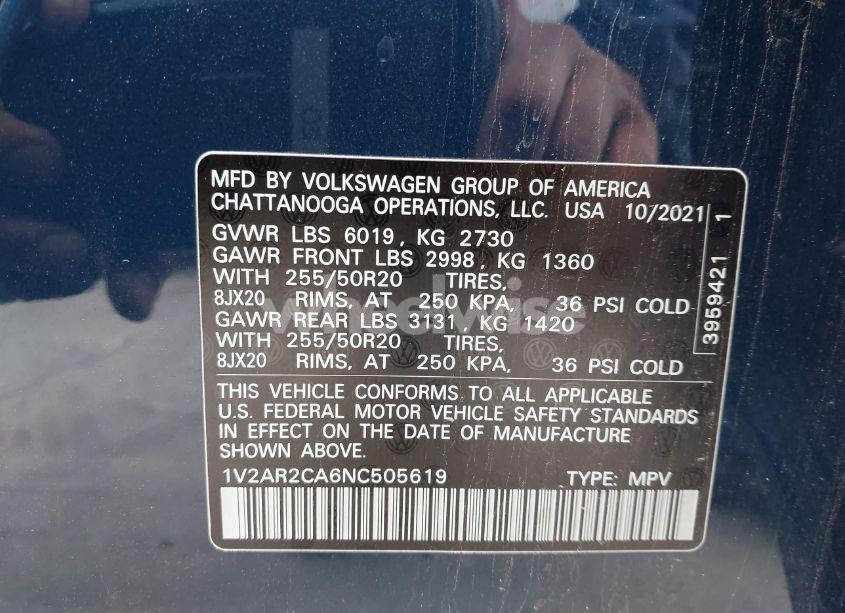 MFD BY VOLKSWAGEN GROUP OF AMERICA
CHATTANOOGA OPERATIONS, LLC. USA 10/2021
GVWR LBS 6019, KG 2730
GAWR FRONT LBS 2998, KG 1360
WITH 255/50R20 TIRES,
8JX20 RIMS, AT 250 KPA, 36 PSI COLD
GAWR REAR LBS 3131, KG 1420
WITH 255/50R20 TIRES,
8JX20 RIMS, AT 250 KPA, 36 PSI COLD
THIS VEHICLE CONFORMS TO ALL APPLICABLE
U.S. FEDERAL MOTOR VEHICLE SAFETY STANDARDS
IN EFFECT ON THE DATE OF MANUFACTURE
SHOWN ABOVE.
1V2AR2CA6NC505619 TYPE: MPV
3959421 1